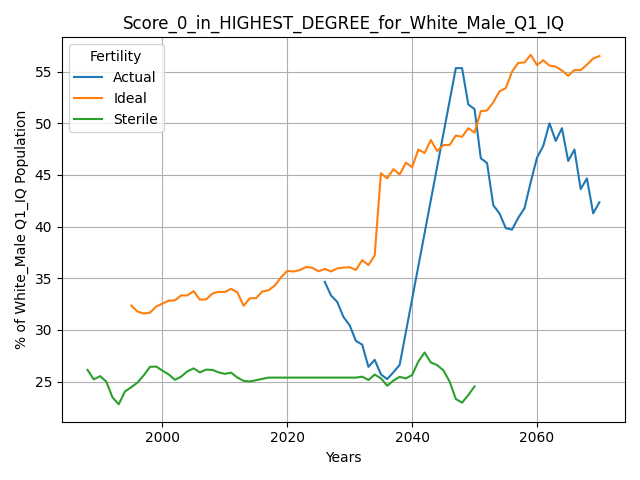 Score_0_in_HIGHEST_DEGREE_for_White_Male_Q1_IQ
Fertility
Actual
Ideal
Sterile
% of White_Male Q1_IQ Population
55
50
45
40
35
30
25
2000
2020
2040
2060
Years